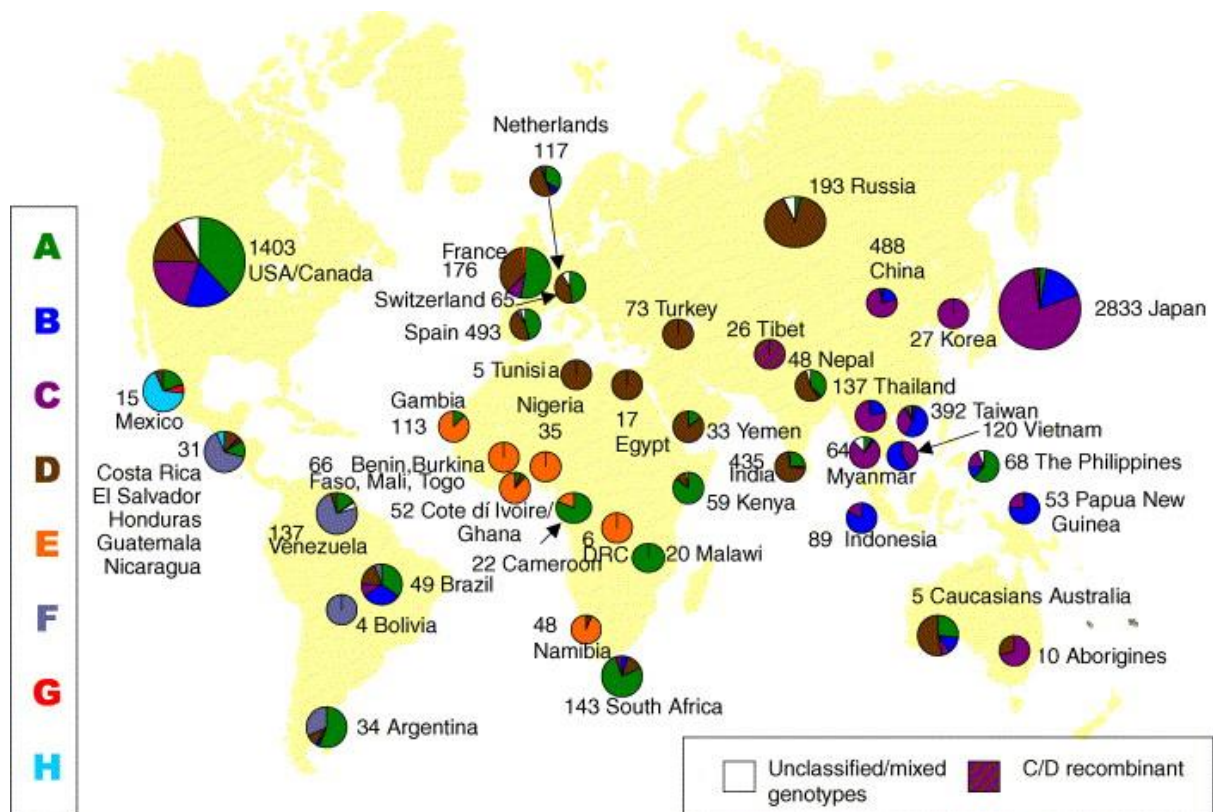 Netherlands
117
193 Russia
A
1403
USA/Canada
France
176
488
China
Switzerland 65
B
73 Turkey
2833 Japan
Spain 493
26 Tibet
27 Korea
48 Nepal
5 Tunisia
137 Thailand
C
15
Mexico
Gambia
113
Nigeria
35
17
Egypt
33 Yemen
392 Taiwan
120 Vietnam
31
Costa Rica
El Salvador
Honduras
Guatemala
Nicaragua
66 Benin,Burkina
Faso, Mali, Togo
435
India
64
Myanmar
68 The Philippines
D
52 Cote dí Ivoire/
Ghana
59 Kenya
53 Papua New
Guinea
137
Venezuela
6
DRC
89 Indonesia
E
22 Cameroon
20 Malawi
49 Brazil
5 Caucasians Australia
F
4 Bolivia
48
Namibia
10 Aborigines
G
143 South Africa
34 Argentina
H
Unclassified/mixed
genotypes
C/D recombinant